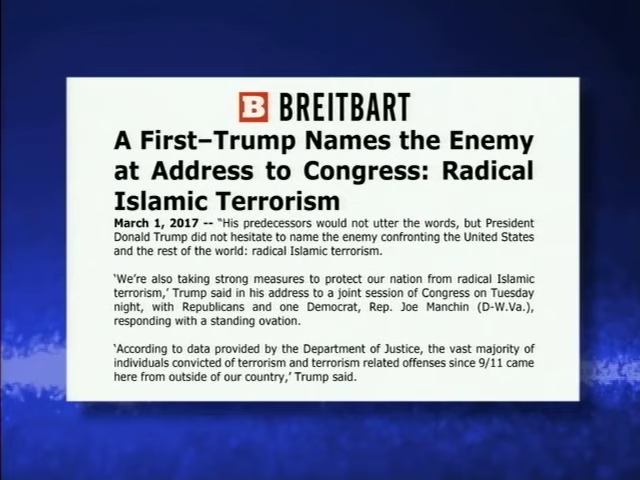 B BREITBART
A First–Trump Names the Enemy
at Address to Congress: Radical
Islamic Terrorism
March 1, 2017 -- “His predecessors would not utter the words, but President
Donald Trump did not hesitate to name the enemy confronting the United States
and the rest of the world: radical Islamic terrorism.
‘We’re also taking strong measures to protect our nation from radical Islamic
terrorism,’ Trump said in his address to a joint session of Congress on Tuesday
night, with Republicans and one Democrat, Rep. Joe Manchin (D-W.Va.),
responding with a standing ovation.
‘According to data provided by the Department of Justice, the vast majority of
individuals convicted of terrorism and terrorism related offenses since 9/11 came
here from outside of our country,’ Trump said.